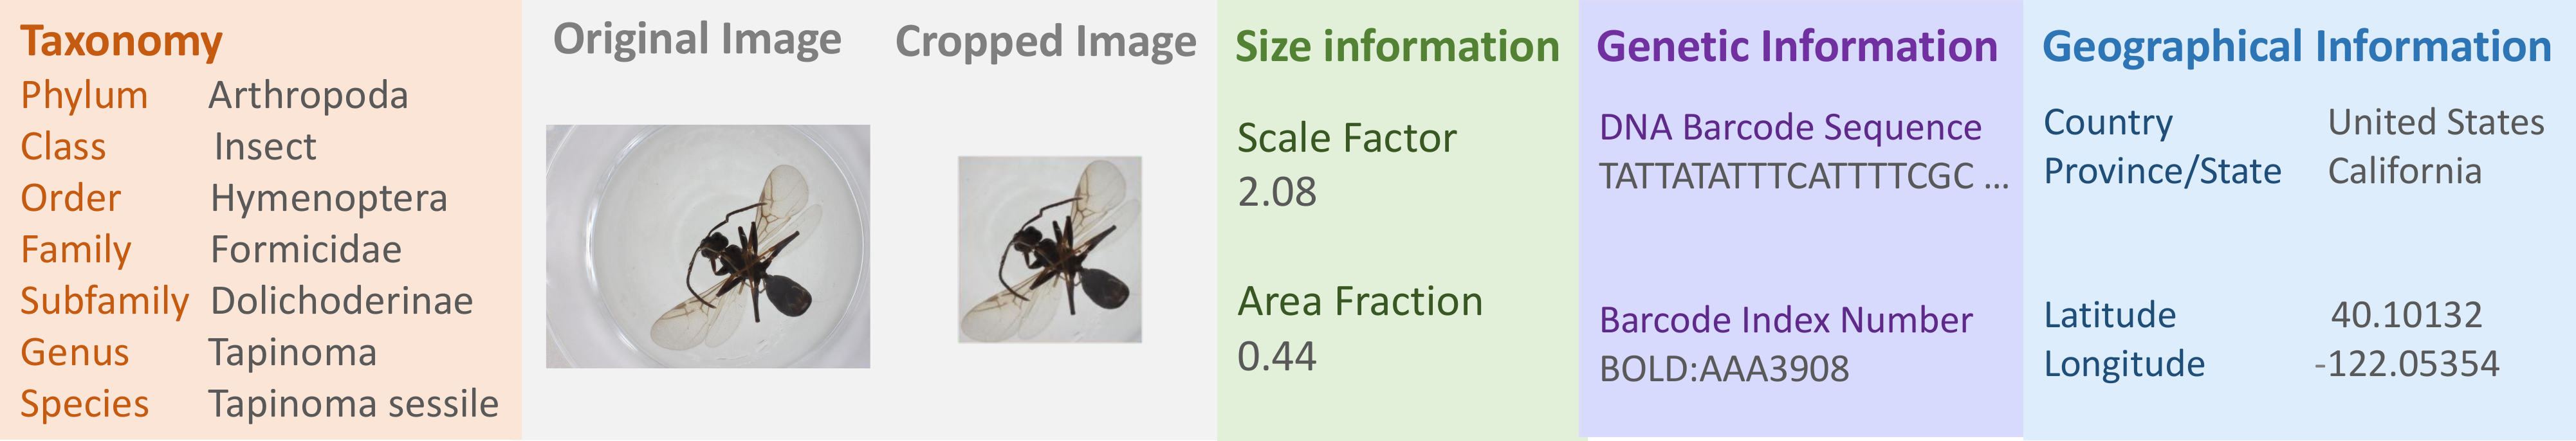 Taxonomy
Phylum Arthropoda
Class Insect
Order Hymenoptera
Family Formicidae
Subfamily Dolichoderinae
Genus Tapinoma
Species Tapinoma sessile
Original Image
Cropped Image
Size information
Scale Factor
2.08
Area Fraction
0.44
Genetic Information
DNA Barcode Sequence
TATTATATTTCATTTTCGC ...
Barcode Index Number
BOLD:AAA3908
Geographical Information
Country United States
Province/State California
Latitude 40.10132
Longitude -122.05354